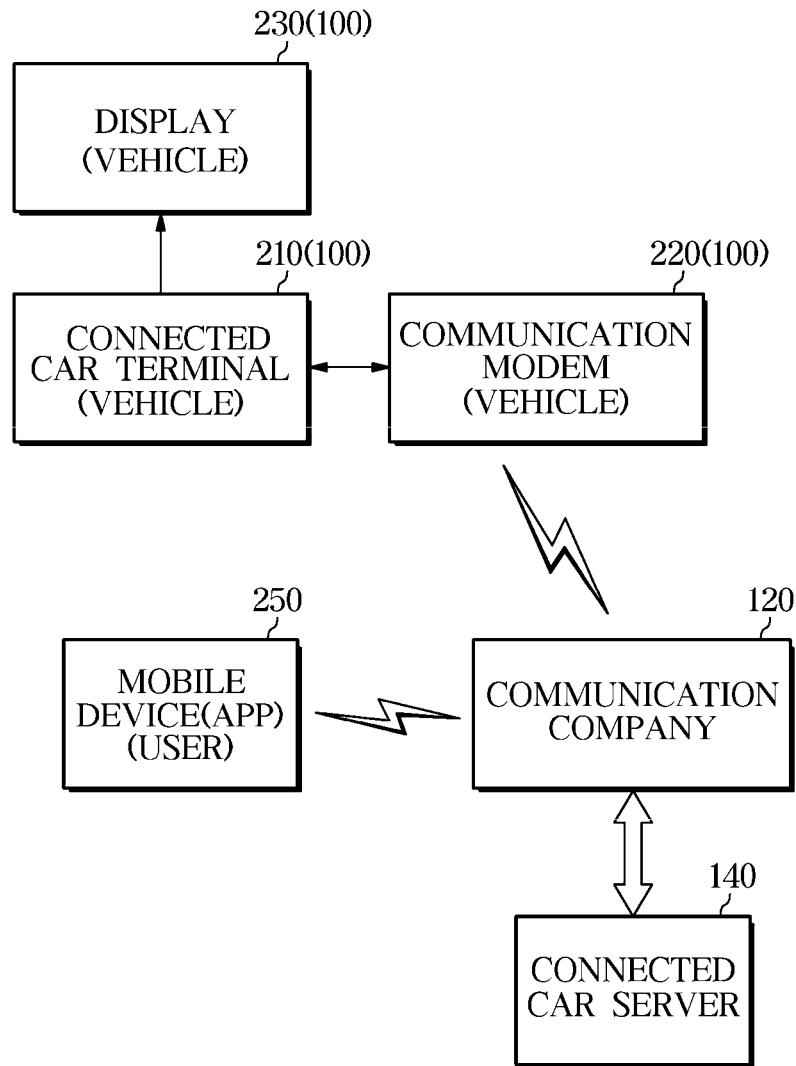 230(100)
DISPLAY
(VEHICLE)
210(100)
CONNECTED
CAR TERMINAL
(VEHICLE)
220(100)
COMMUNICATION
MODEM
(VEHICLE)
250
MOBILE
DEVICE(APP)
(USER)
120
COMMUNICATION
COMPANY
140
CONNECTED
CAR SERVER